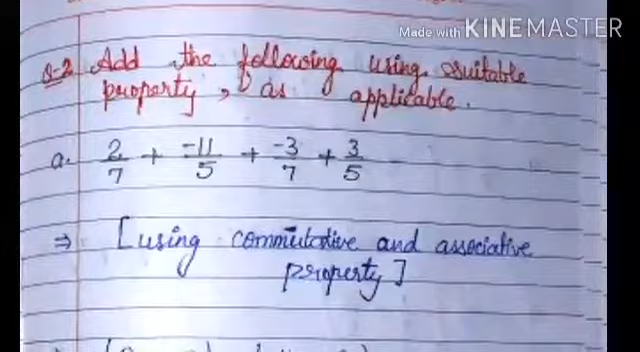 Made with KINEMASTER
Q-2 Add the following using suitable
property, as applicable.
a. 2/7 + -11/5 + -3/7 + 3/5
⇒ [using commutative and associative
property]